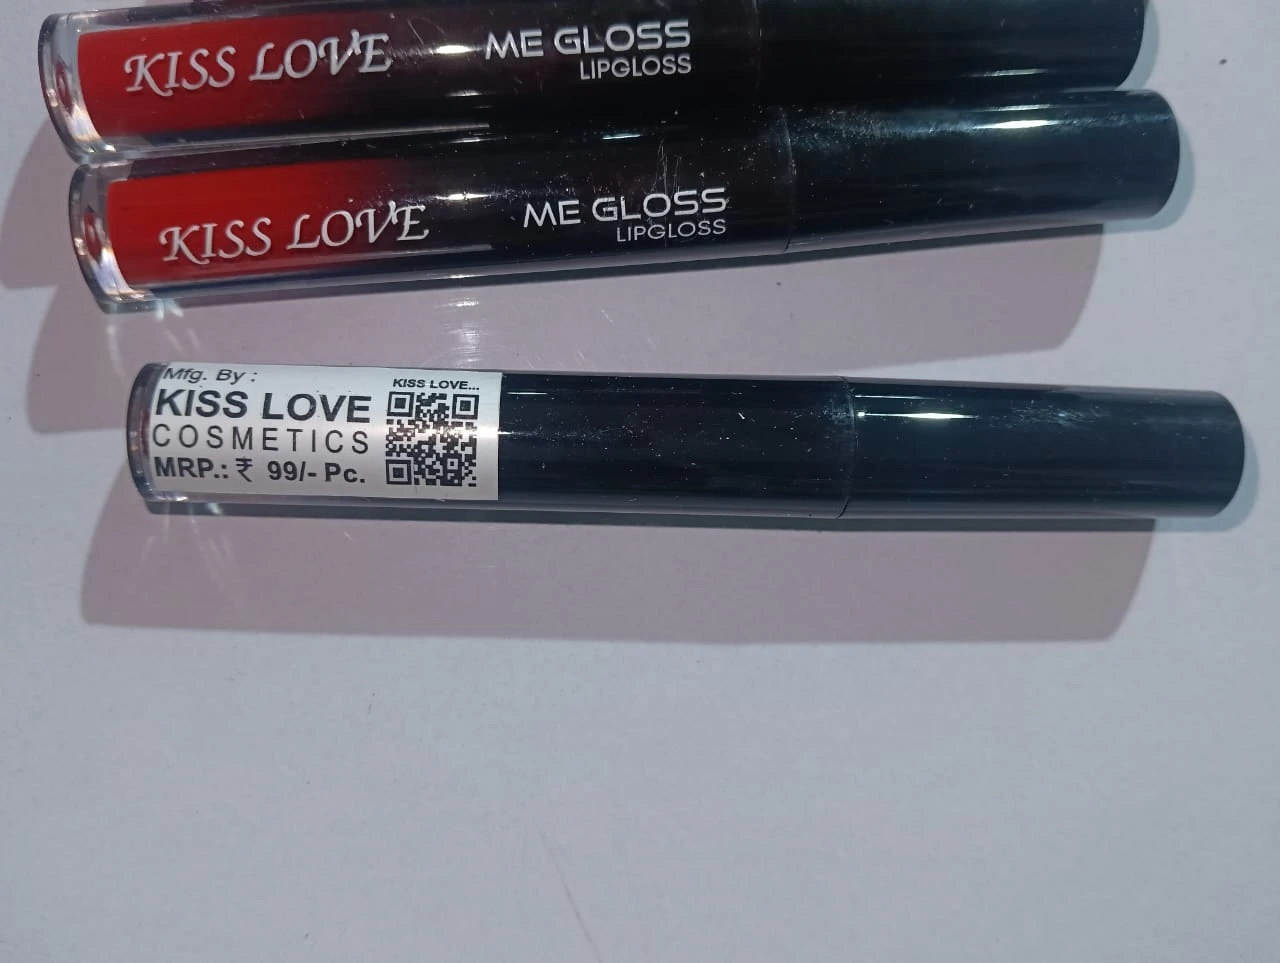 KISS LOVE
ME GLOSS
LIPGLOSS
KISS LOVE
ME GLOSS
LIPGLOSS
Mfg. By :
KISS LOVE
COSMETICS
MRP.: ₹ 99/- Pc.
KISS LOVE...